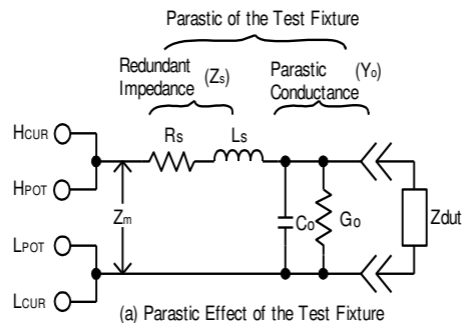 Parastic of the Test Fixture
Redundant Impedance (Zs)
Parastic Conductance (Yo)
Rs
Ls
HCUR
HPOT
LPOT
LCUR
Zm
Co
Go
Zdut
(a) Parastic Effect of the Test Fixture